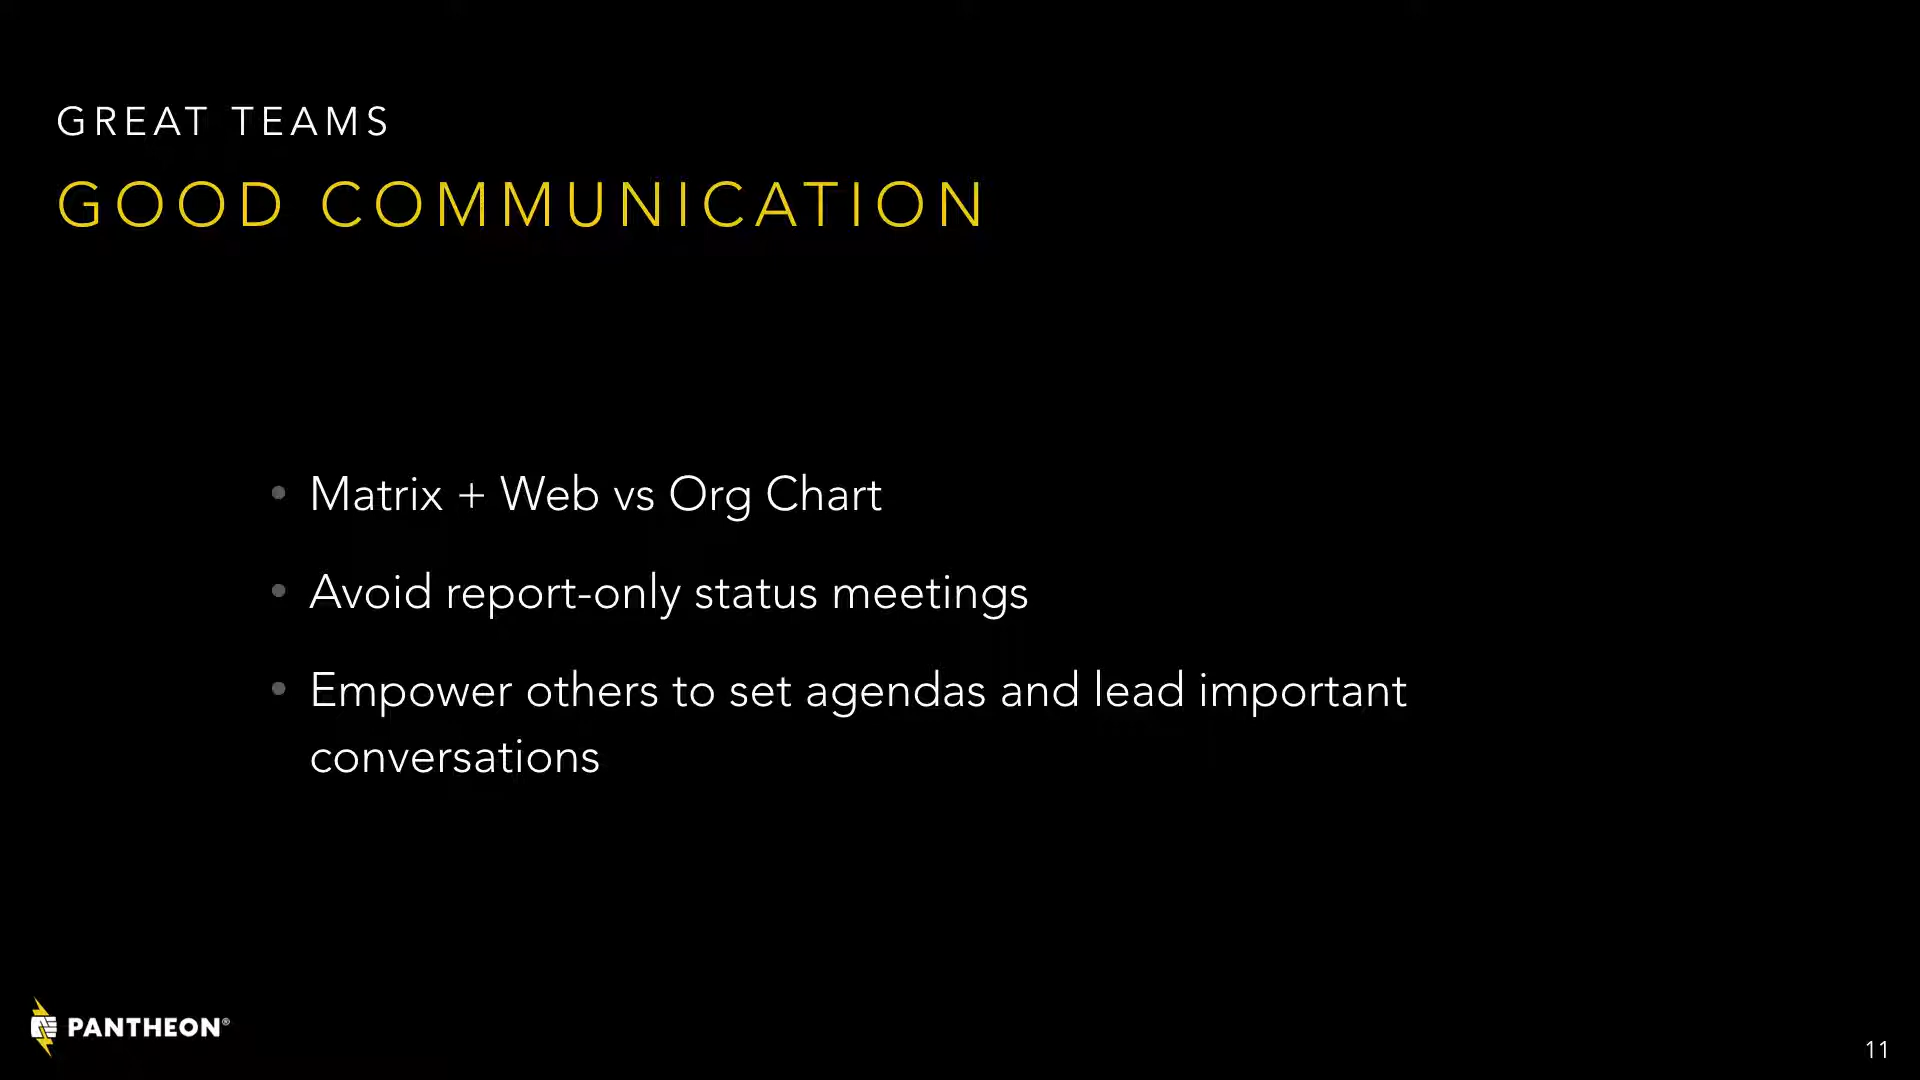 GREAT TEAMS
GOOD COMMUNICATION
• Matrix + Web vs Org Chart
• Avoid report-only status meetings
• Empower others to set agendas and lead important
conversations
PANTHEON®
11